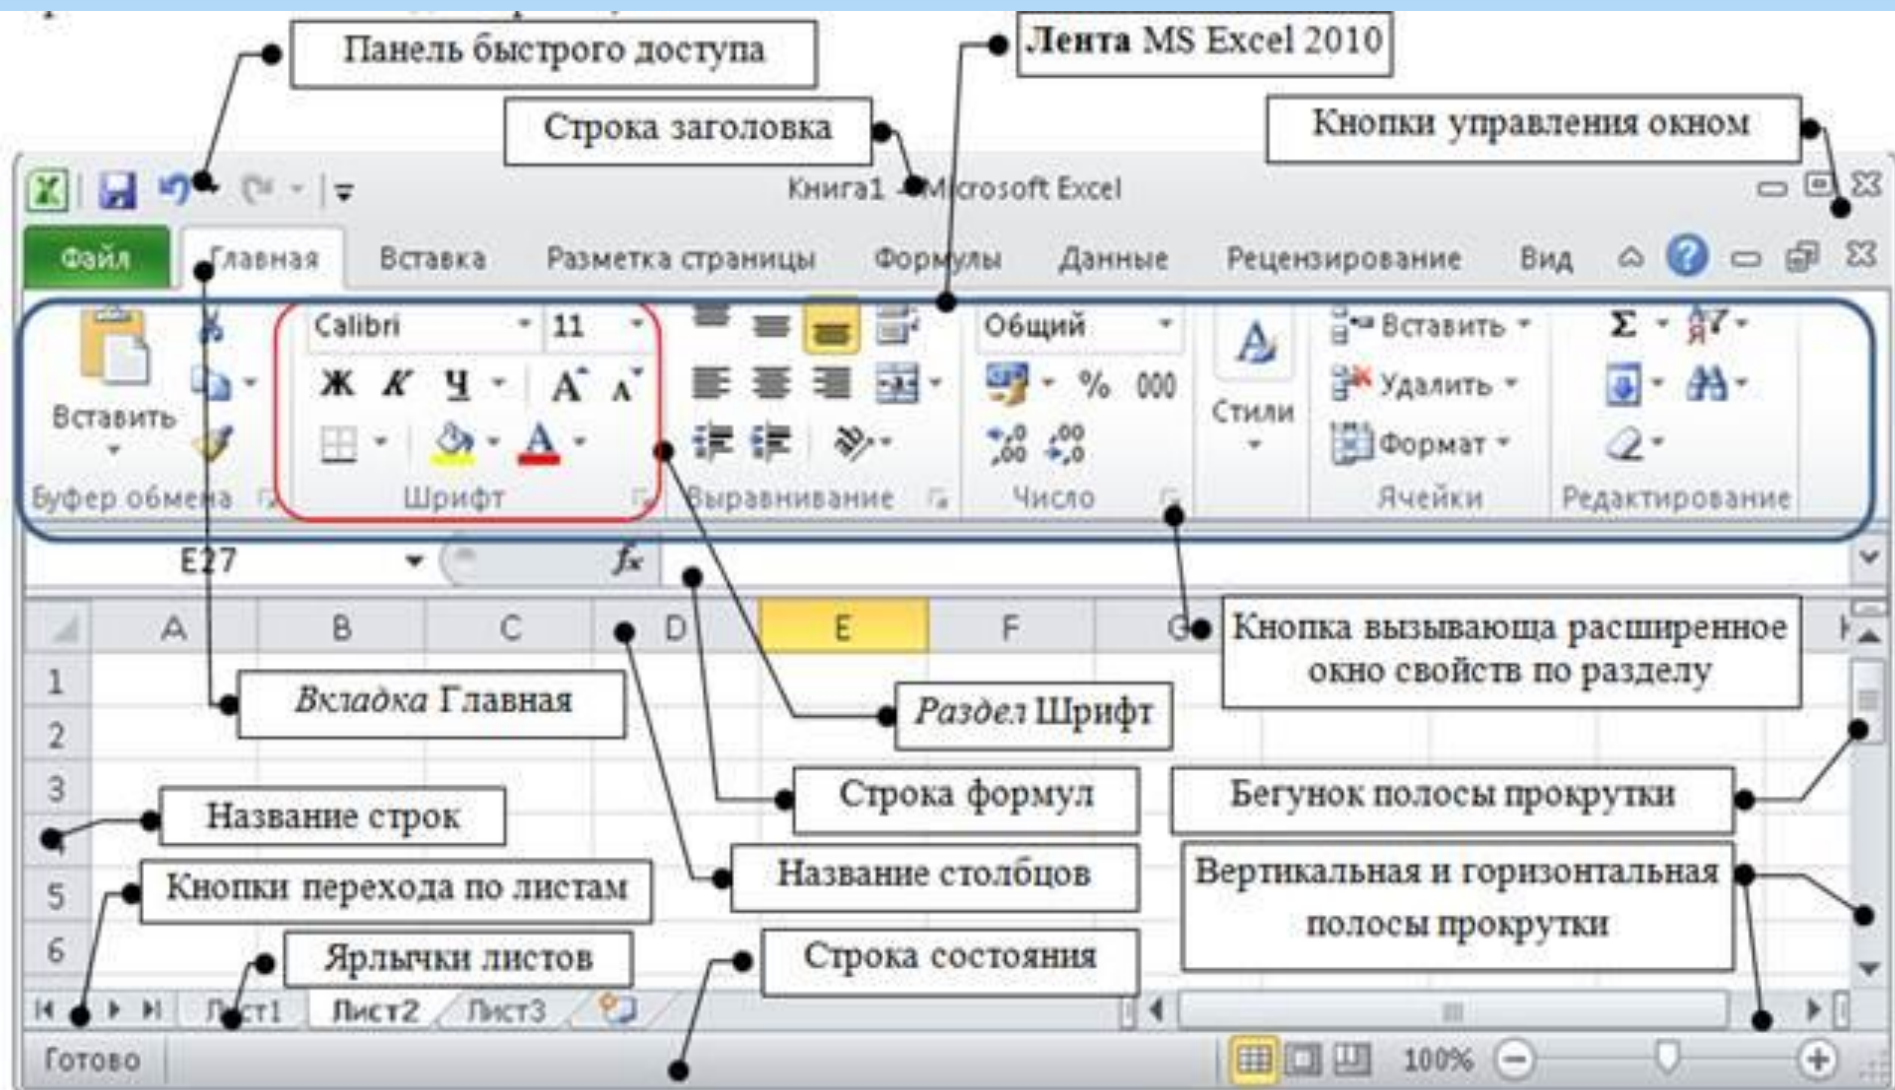 Панель быстрого доступа
Лента MS Excel 2010
Строка заголовка
Кнопки управления окном
Книга1 - Microsoft Excel
Файл Главная Вставка Разметка страницы Формулы Данные Рецензирование Вид
Calibri 11 Общий Вставить Σ
Ж К Ч A A % 000 Удалить
Вставить Стили
A Формат
Буфер обмена Шрифт Выравнивание Число Ячейки Редактирование
E27 fx
A B C D E F G
Кнопка вызывающа расширенное
окно свойств по разделу
1
Вкладка Главная
Раздел Шрифт
2
3
Строка формул
Бегунок полосы прокрутки
Название строк
4
Название столбцов
Вертикальная и горизонтальная
полосы прокрутки
5
Кнопки перехода по листам
6
Ярлычки листов
Строка состояния
Лист1 Лист2 Лист3
Готово 100%